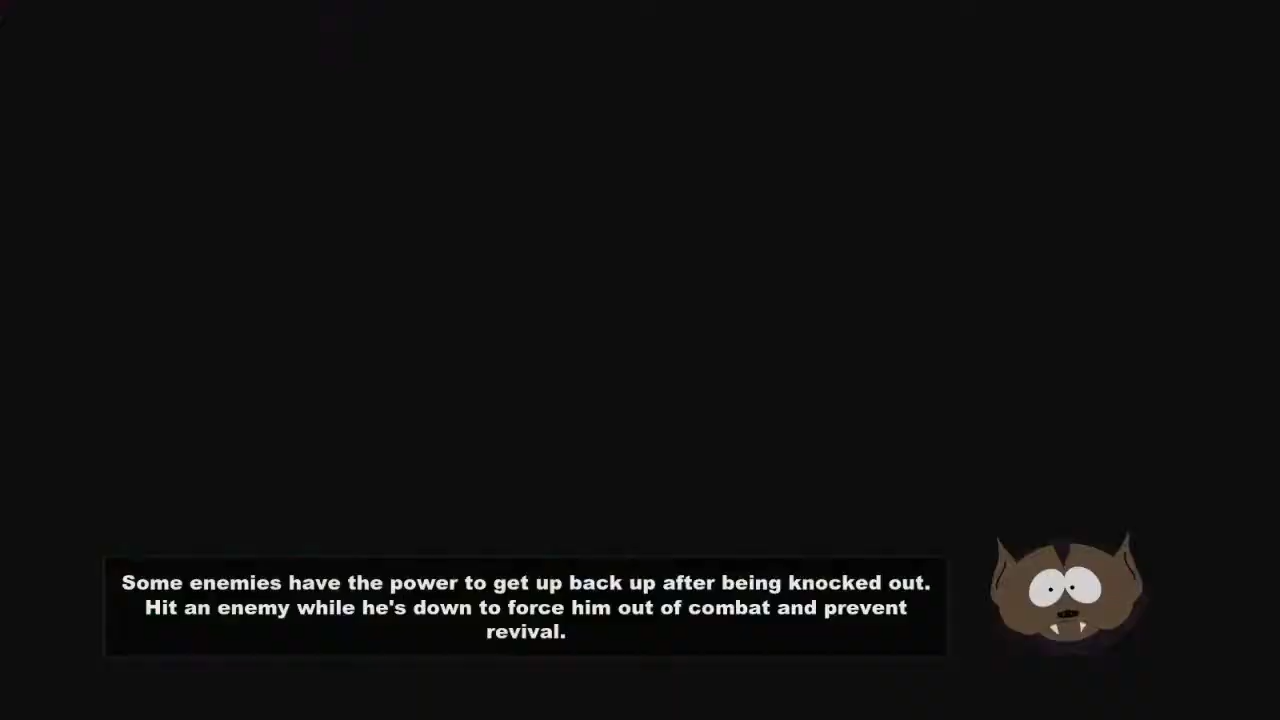 Some enemies have the power to get up back up after being knocked out.
Hit an enemy while he's down to force him out of combat and prevent
revival.